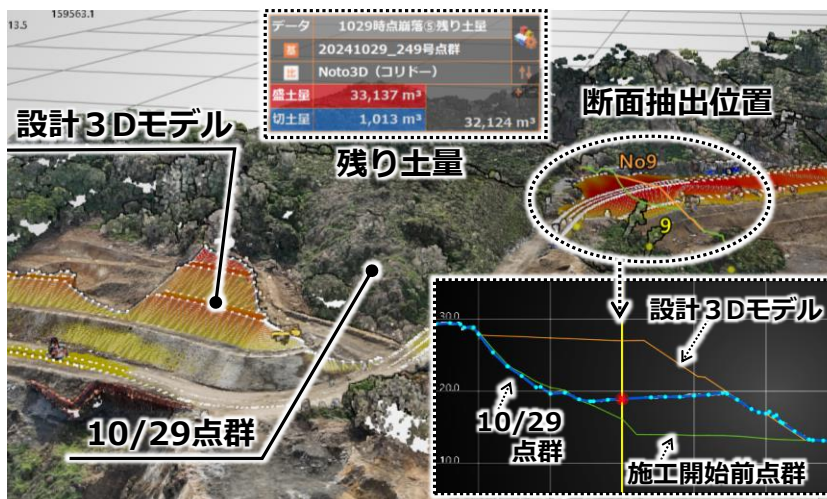 159563.1
13.5
データ 1029時点崩落⑤残り土量
基 20241029_249号点群
比 Noto3D（コリドー）
盛土量 33,137 m³
切土量 1,013 m³ 32,124 m³
残り土量
設計３Dモデル
断面抽出位置
No9
9
10/29点群
30.0
20.0
10.0
設計３Dモデル
10/29
点群
施工開始前点群